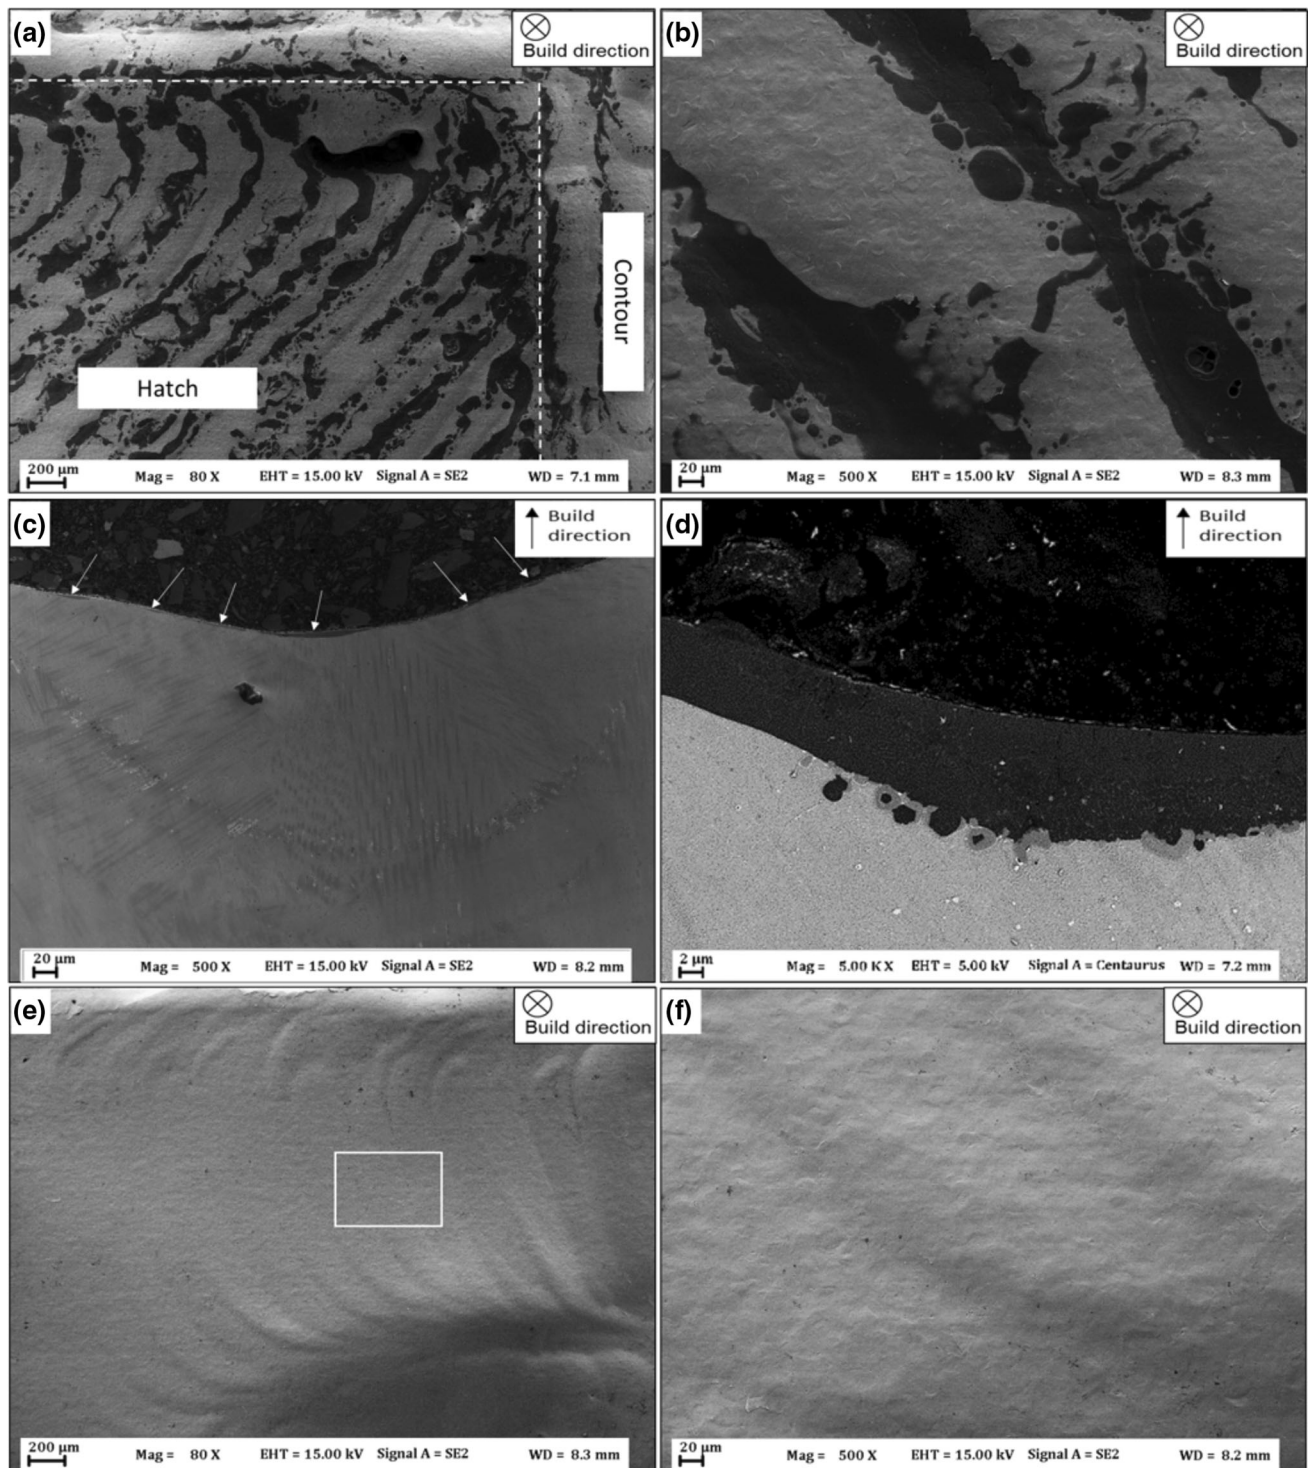 (a)
Build direction
Hatch
Contour
200 µm
Mag = 80 X EHT = 15.00 kV Signal A = SE2 WD = 7.1 mm
(b)
Build direction
20 µm
Mag = 500 X EHT = 15.00 kV Signal A = SE2 WD = 8.3 mm
(c)
Build
direction
20 µm
Mag = 500 X EHT = 15.00 kV Signal A = SE2 WD = 8.2 mm
(d)
Build
direction
2 µm
Mag = 5.00 K X EHT = 5.00 kV Signal A = Centaurus WD = 7.2 mm
(e)
Build direction
200 µm
Mag = 80 X EHT = 15.00 kV Signal A = SE2 WD = 8.3 mm
(f)
Build direction
20 µm
Mag = 500 X EHT = 15.00 kV Signal A = SE2 WD = 8.2 mm